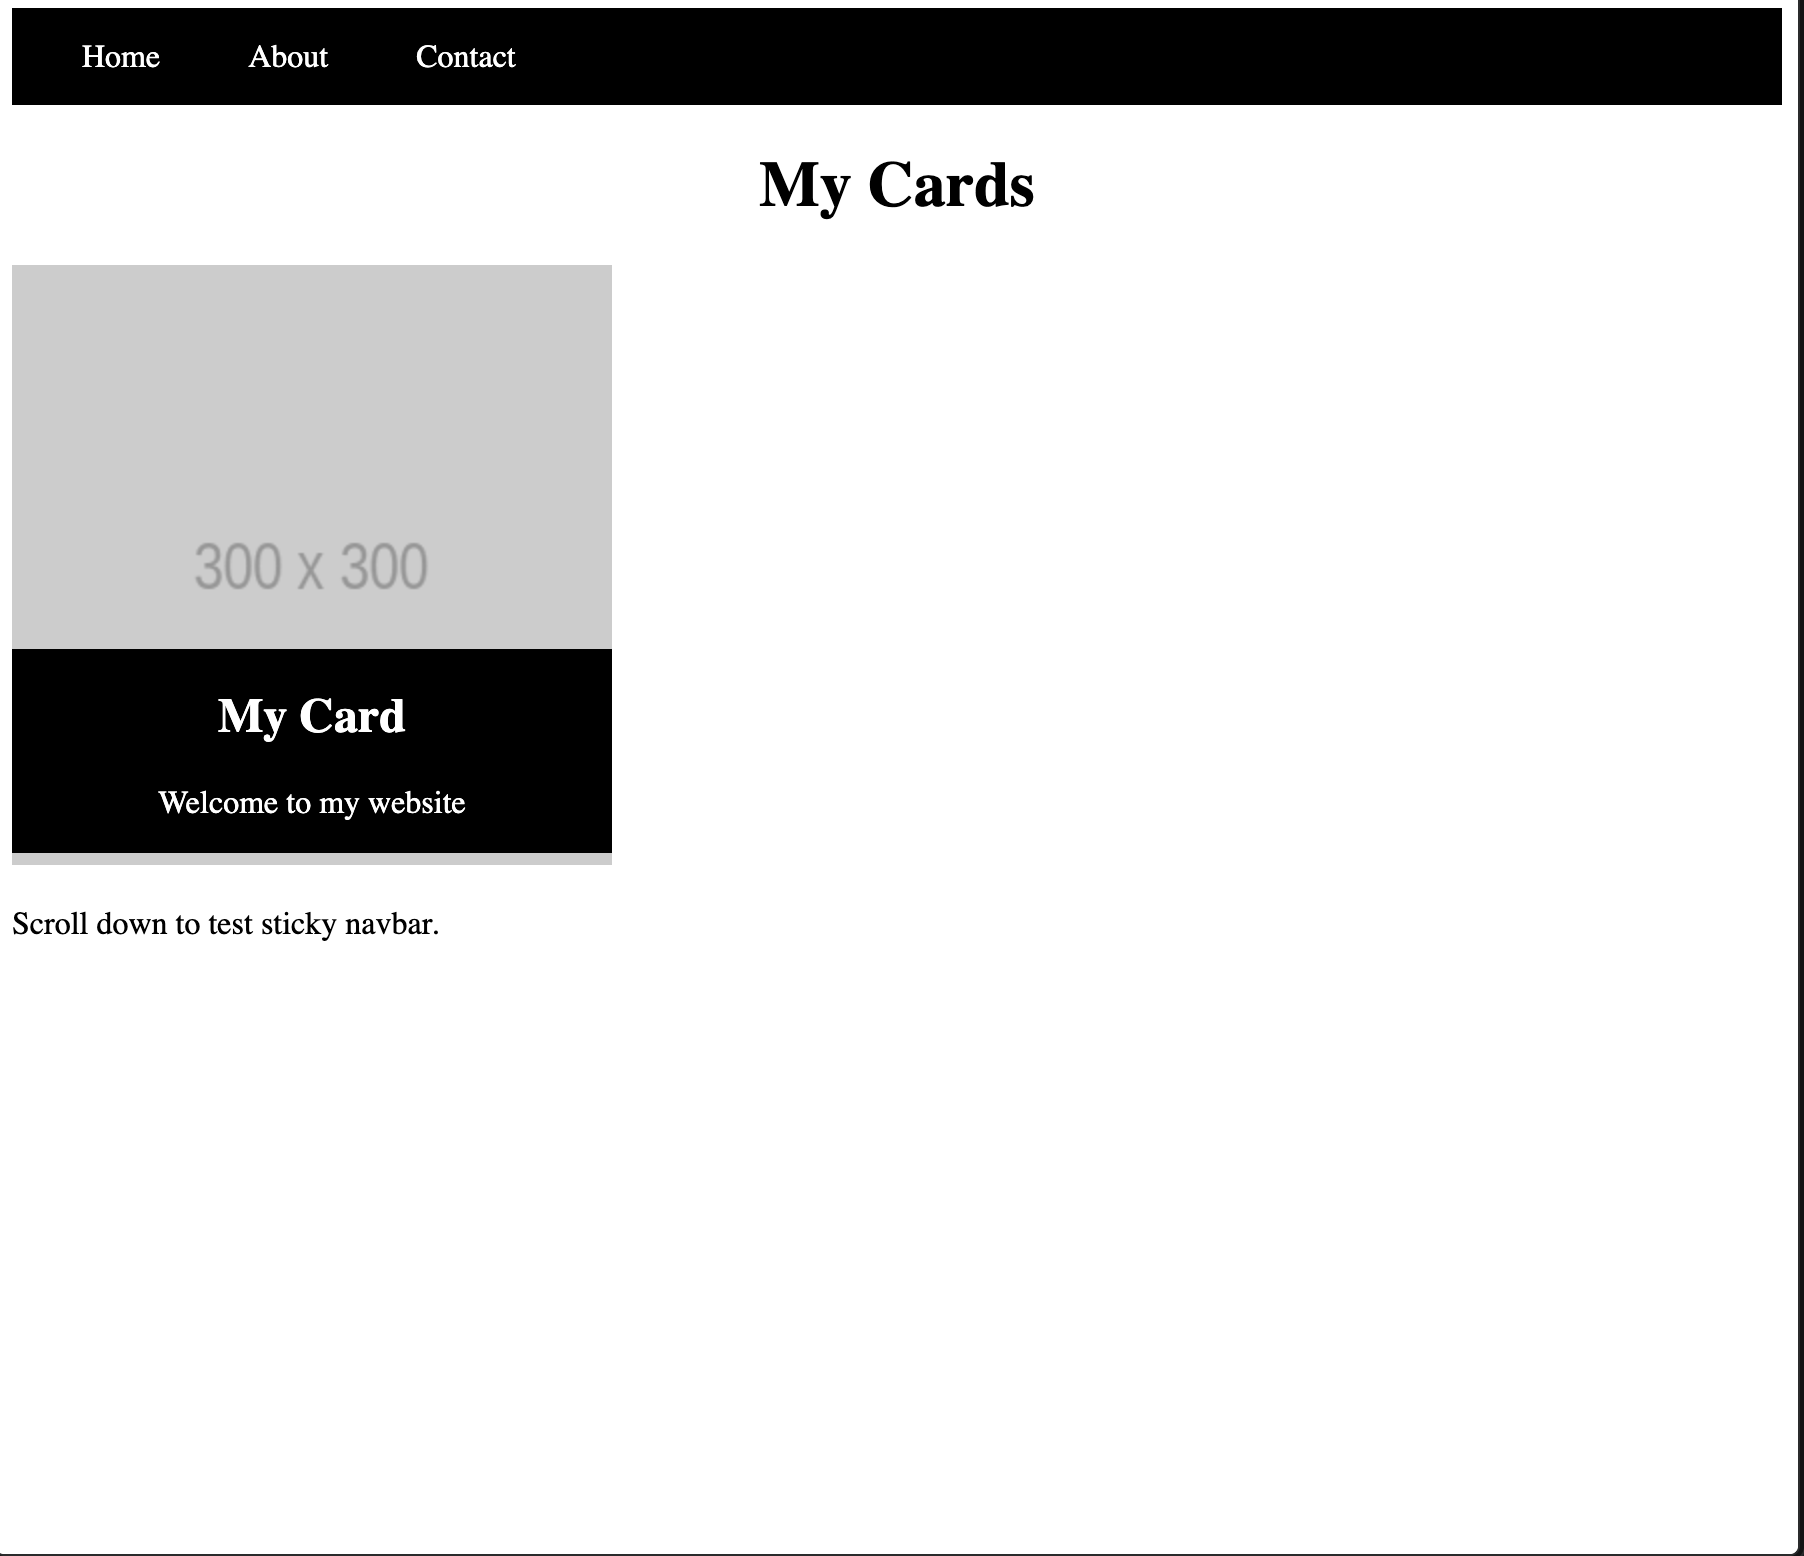 Home About Contact
My Cards
300 x 300
My Card
Welcome to my website
Scroll down to test sticky navbar.